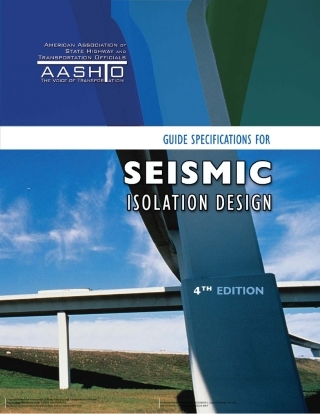 AMERICAN ASSOCIATION OF
STATE HIGHWAY AND
TRANSPORTATION OFFICIALS
AASHTO
THE VOICE OF TRANSPORTATION
GUIDE SPECIFICATIONS FOR
SEISMIC
ISOLATION DESIGN
4TH EDITION